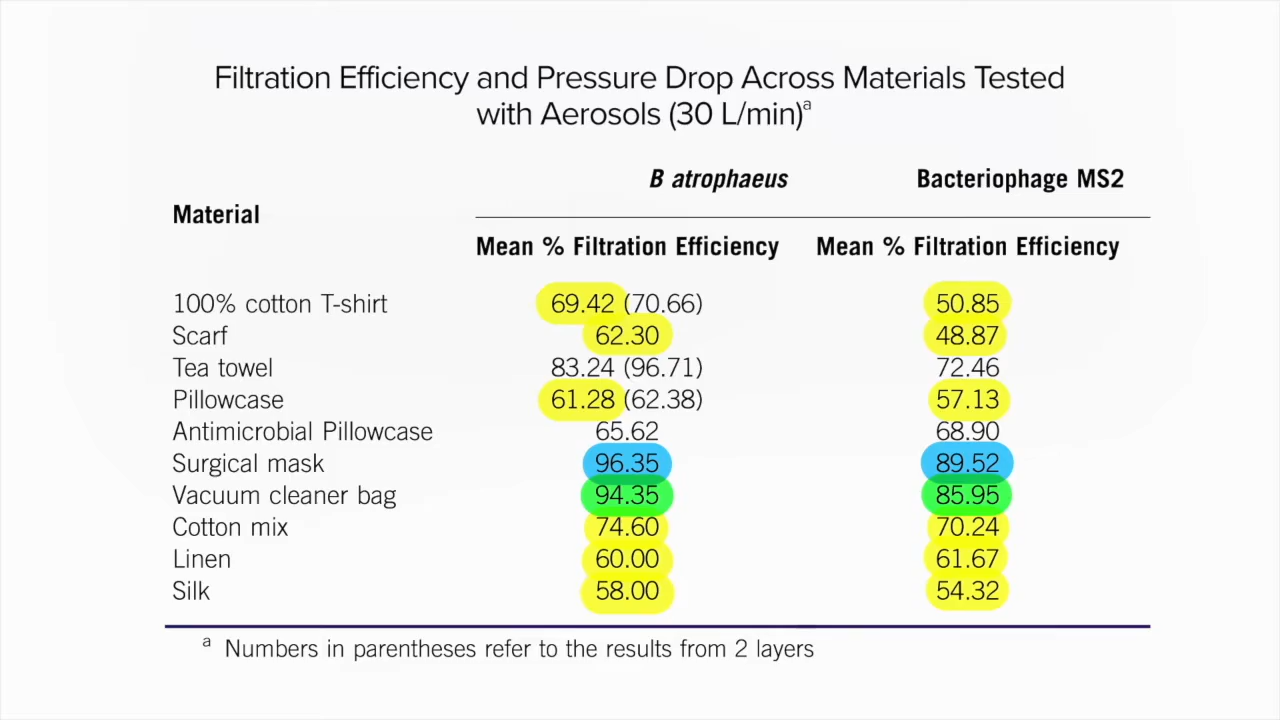 Filtration Efficiency and Pressure Drop Across Materials Tested
with Aerosols (30 L/min)a
B atrophaeus Bacteriophage MS2
Material
Mean % Filtration Efficiency Mean % Filtration Efficiency
100% cotton T-shirt 69.42 (70.66) 50.85
Scarf 62.30 48.87
Tea towel 83.24 (96.71) 72.46
Pillowcase 61.28 (62.38) 57.13
Antimicrobial Pillowcase 65.62 68.90
Surgical mask 96.35 89.52
Vacuum cleaner bag 94.35 85.95
Cotton mix 74.60 70.24
Linen 60.00 61.67
Silk 58.00 54.32
a Numbers in parentheses refer to the results from 2 layers